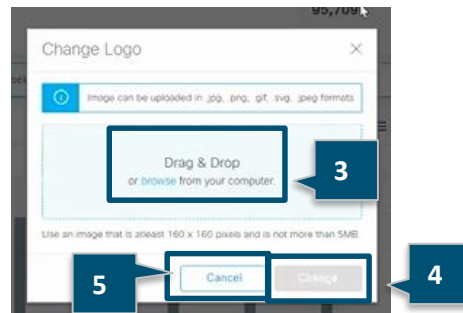 95,709
Change Logo
Image can be uploaded in .jpg, .png, .gif, .svg, .jpeg formats
Drag & Drop
or browse from your computer.
3
Use an image that is atleast 160 x 160 pixels and is not more than 5MB.
5
Cancel
Change
4